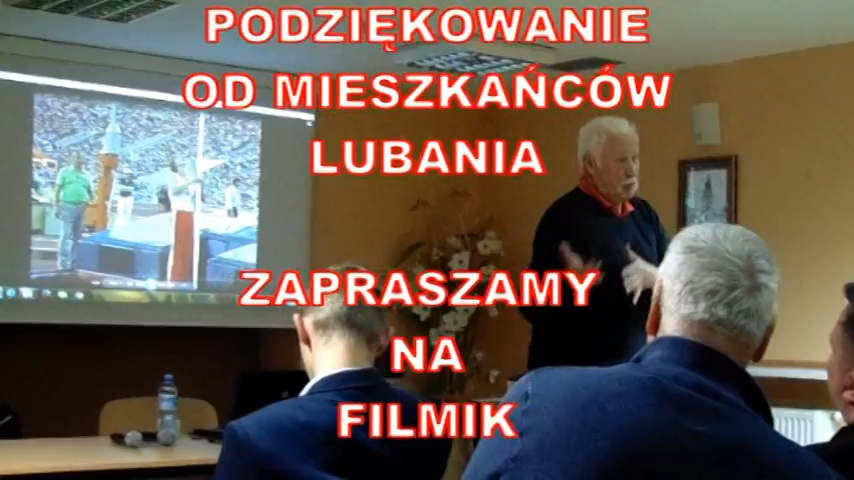 PODZIĘKOWANIE
OD MIESZKAŃCÓW
LUBANIA
ZAPRASZAMY
NA
FILMIK